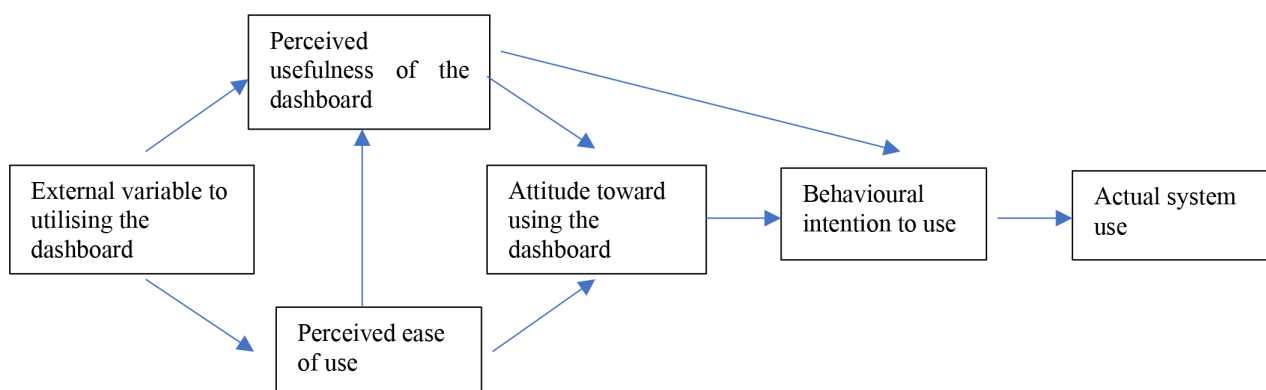 Perceived
usefulness of the
dashboard
External variable to
utilising the
dashboard
Attitude toward
using the
dashboard
Behavioural
intention to use
Actual system
use
Perceived ease
of use